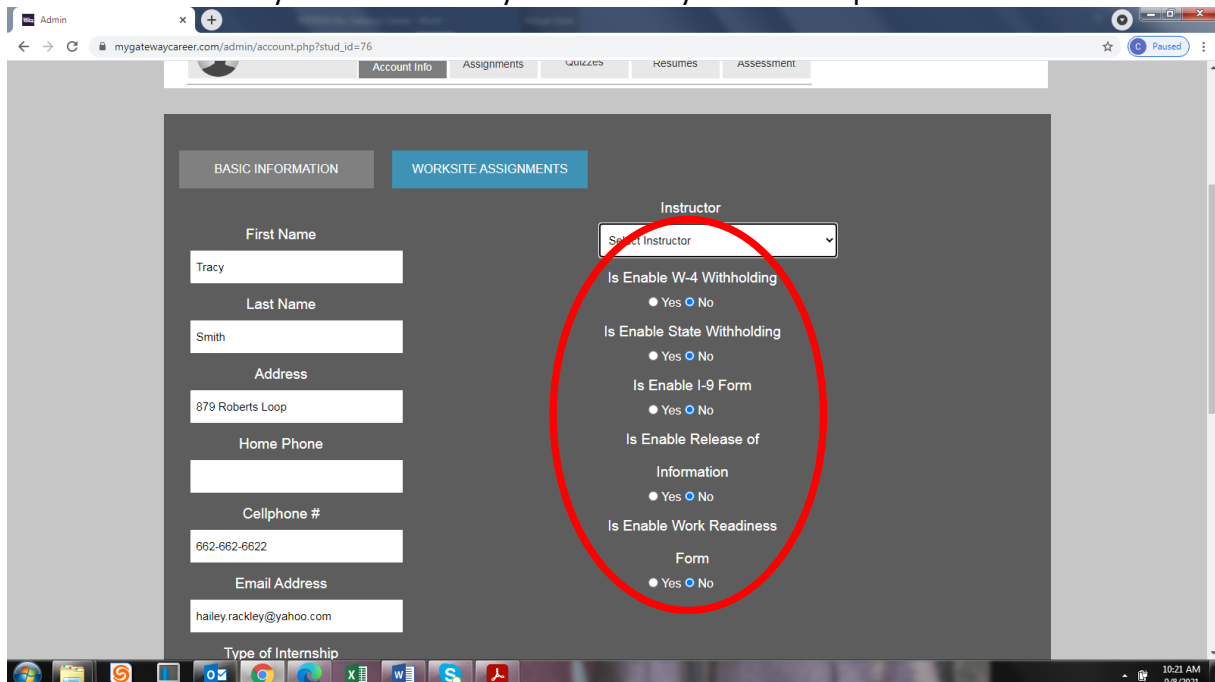 Admin
mygatewaycareer.com/admin/account.php?stud_id=76
C Paused
Account Info Assignments Quizzes Resumes Assessment
BASIC INFORMATION WORKSITE ASSIGNMENTS
Instructor
Select Instructor
First Name
Tracy
Last Name
Smith
Address
879 Roberts Loop
Home Phone
Cellphone #
662-662-6622
Email Address
hailey.rackley@yahoo.com
Type of Internship
Is Enable W-4 Withholding
Yes No
Is Enable State Withholding
Yes No
Is Enable I-9 Form
Yes No
Is Enable Release of
Information
Yes No
Is Enable Work Readiness
Form
Yes No
10:21 AM